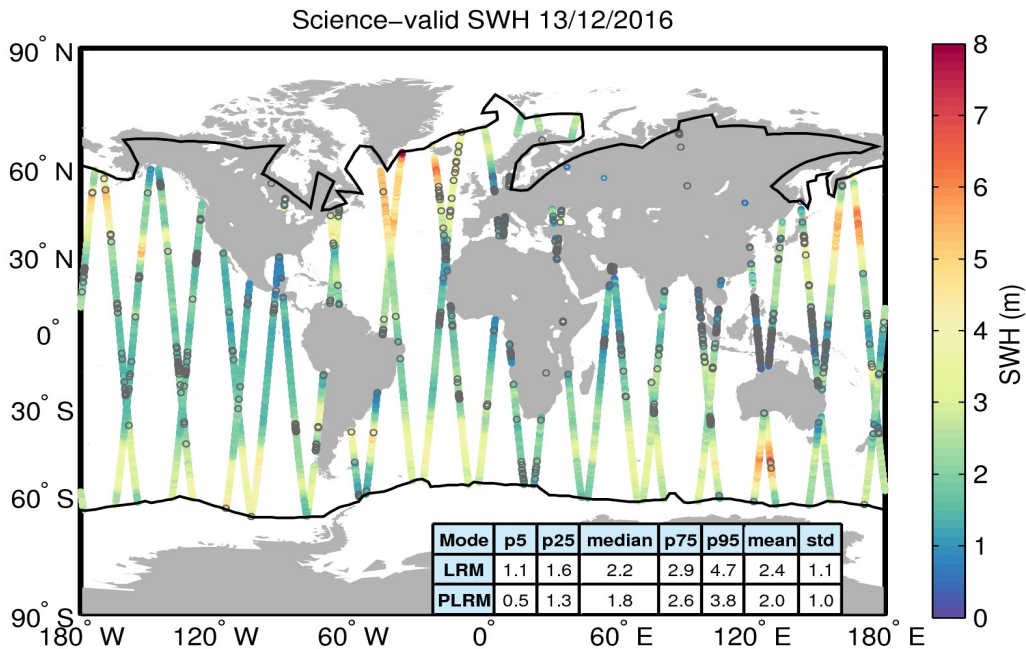 Science−valid SWH 13/12/2016
90° N
60° N
30° N
0°
30° S
60° S
90° S
180° W
120° W
60° W
0°
60° E
120° E
180° E
8
7
6
5
4
3
2
1
0
SWH (m)
Mode p5 p25 median p75 p95 mean std
LRM 1.1 1.6 2.2 2.9 4.7 2.4 1.1
PLRM 0.5 1.3 1.8 2.6 3.8 2.0 1.0